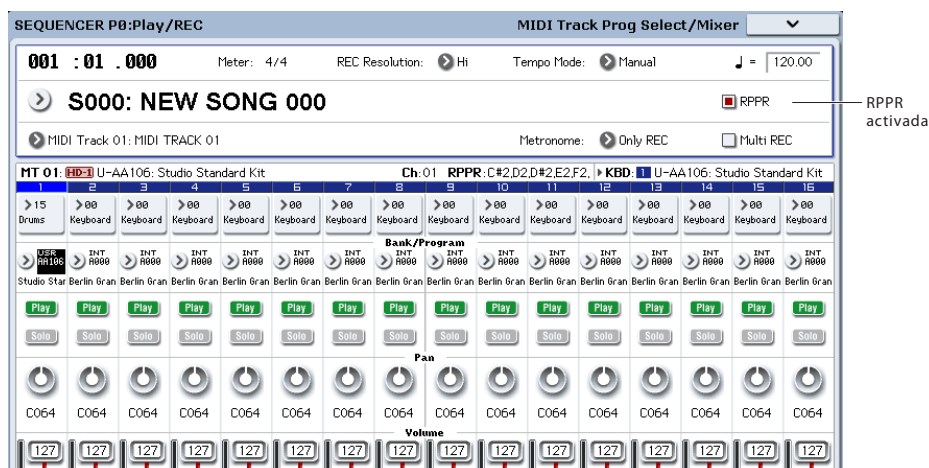 SEQUENCER P0:Play/REC MIDI Track Prog Select/Mixer
001 :01 .000 Meter: 4/4 REC Resolution: Hi Tempo Mode: Manual ♩ = 120.00
S000: NEW SONG 000 RPPR
RPPR activada
MIDI Track 01: MIDI TRACK 01 Metronome: Only REC Multi REC
MT 01: HD-1 U-AA106: Studio Standard Kit Ch:01 RPPR:C#2,D2,D#2,E2,F2, KBD: 1 U-AA106: Studio Standard Kit
1 2 3 4 5 6 7 8 9 10 11 12 13 14 15 16
15 00 00 00 00 00 00 00 00 00 00 00 00 00 00 00
Drums Keyboard Keyboard Keyboard Keyboard Keyboard Keyboard Keyboard Keyboard Keyboard Keyboard Keyboard Keyboard Keyboard Keyboard Keyboard
Bank/Program
USR INT INT INT INT INT INT INT INT INT INT INT INT INT INT INT
AA106 A000 A000 A000 A000 A000 A000 A000 A000 A000 A000 A000 A000 A000 A000 A000
Studio Star Berlin Gran Berlin Gran Berlin Gran Berlin Gran Berlin Gran Berlin Gran Berlin Gran Berlin Gran Berlin Gran Berlin Gran Berlin Gran Berlin Gran Berlin Gran Berlin Gran Berlin Gran
Play Play Play Play Play Play Play Play Play Play Play Play Play Play Play Play
Solo Solo Solo Solo Solo Solo Solo Solo Solo Solo Solo Solo Solo Solo Solo Solo
Pan
C064 C064 C064 C064 C064 C064 C064 C064 C064 C064 C064 C064 C064 C064 C064 C064
Volume
127 127 127 127 127 127 127 127 127 127 127 127 127 127 127 127